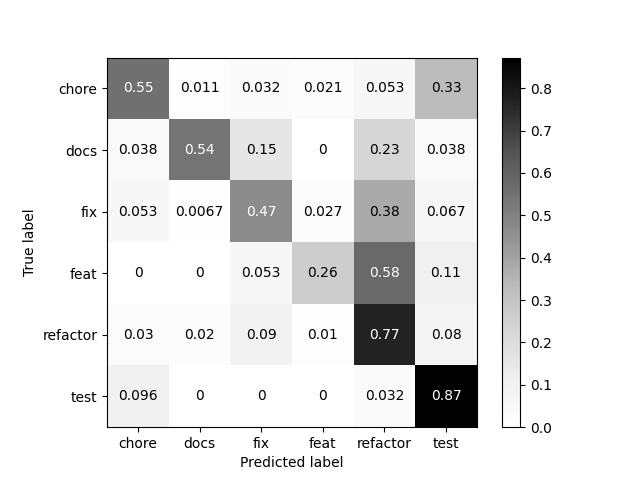 chore 0.55 0.011 0.032 0.021 0.053 0.33
docs 0.038 0.54 0.15 0 0.23 0.038
fix 0.053 0.0067 0.47 0.027 0.38 0.067
feat 0 0 0.053 0.26 0.58 0.11
refactor 0.03 0.02 0.09 0.01 0.77 0.08
test 0.096 0 0 0 0.032 0.87
chore docs fix feat refactor test
Predicted label
True label
0.8
0.7
0.6
0.5
0.4
0.3
0.2
0.1
0.0